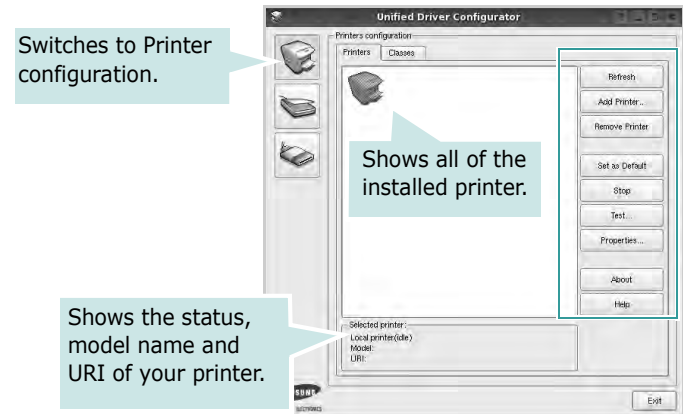 Unified Driver Configurator
Switches to Printer
configuration.
Printers configuration
Printers
Classes
Refresh
Add Printer..
Remove Printer
Set as Default
Stop
Test...
Properties...
About
Help
Shows all of the
installed printer.
Shows the status,
model name and
URI of your printer.
Selected printer:
Local printer(idle)
Model:
URI:
SUNG
ELECTRONICS
Exit